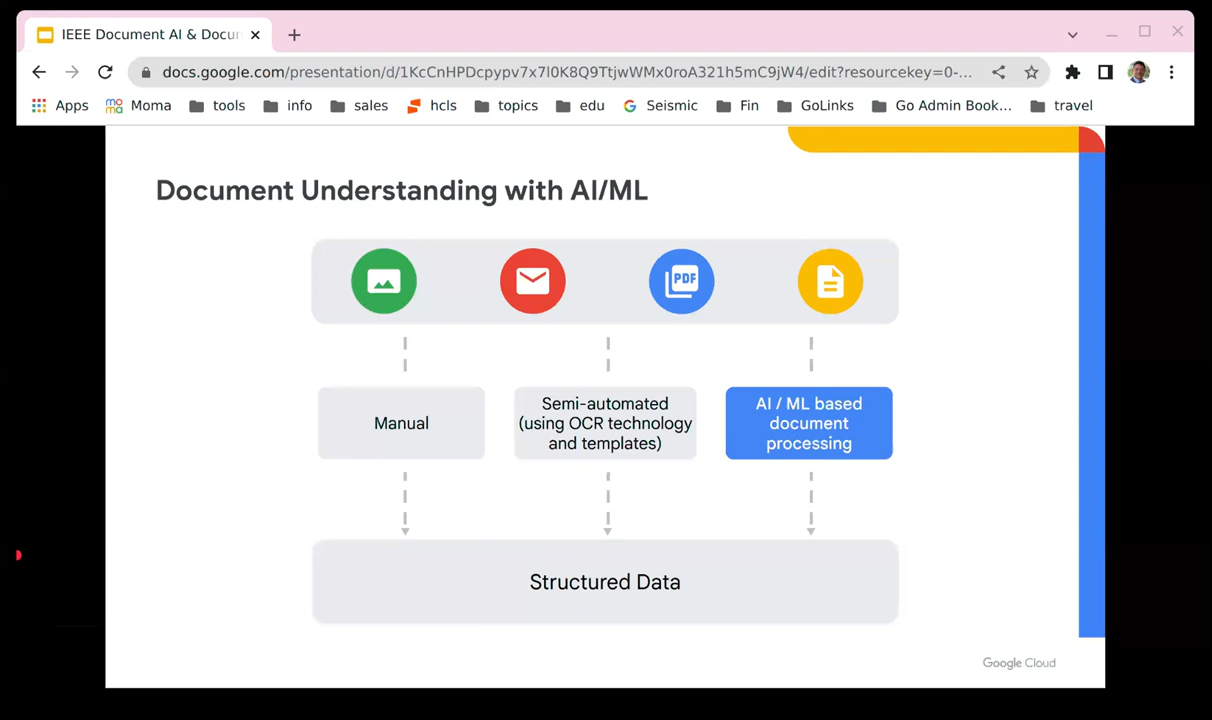 IEEE Document AI & Docu
docs.google.com/presentation/d/1KcCnHPDcpypv7x7l0K8Q9TtjwWMx0roA321h5mC9jW4/edit?resourcekey=0-...
Apps Moma tools info sales hcls topics edu Seismic Fin GoLinks Go Admin Book... travel
Document Understanding with AI/ML
PDF
Manual
Semi-automated
(using OCR technology
and templates)
AI / ML based
document
processing
Structured Data
Google Cloud